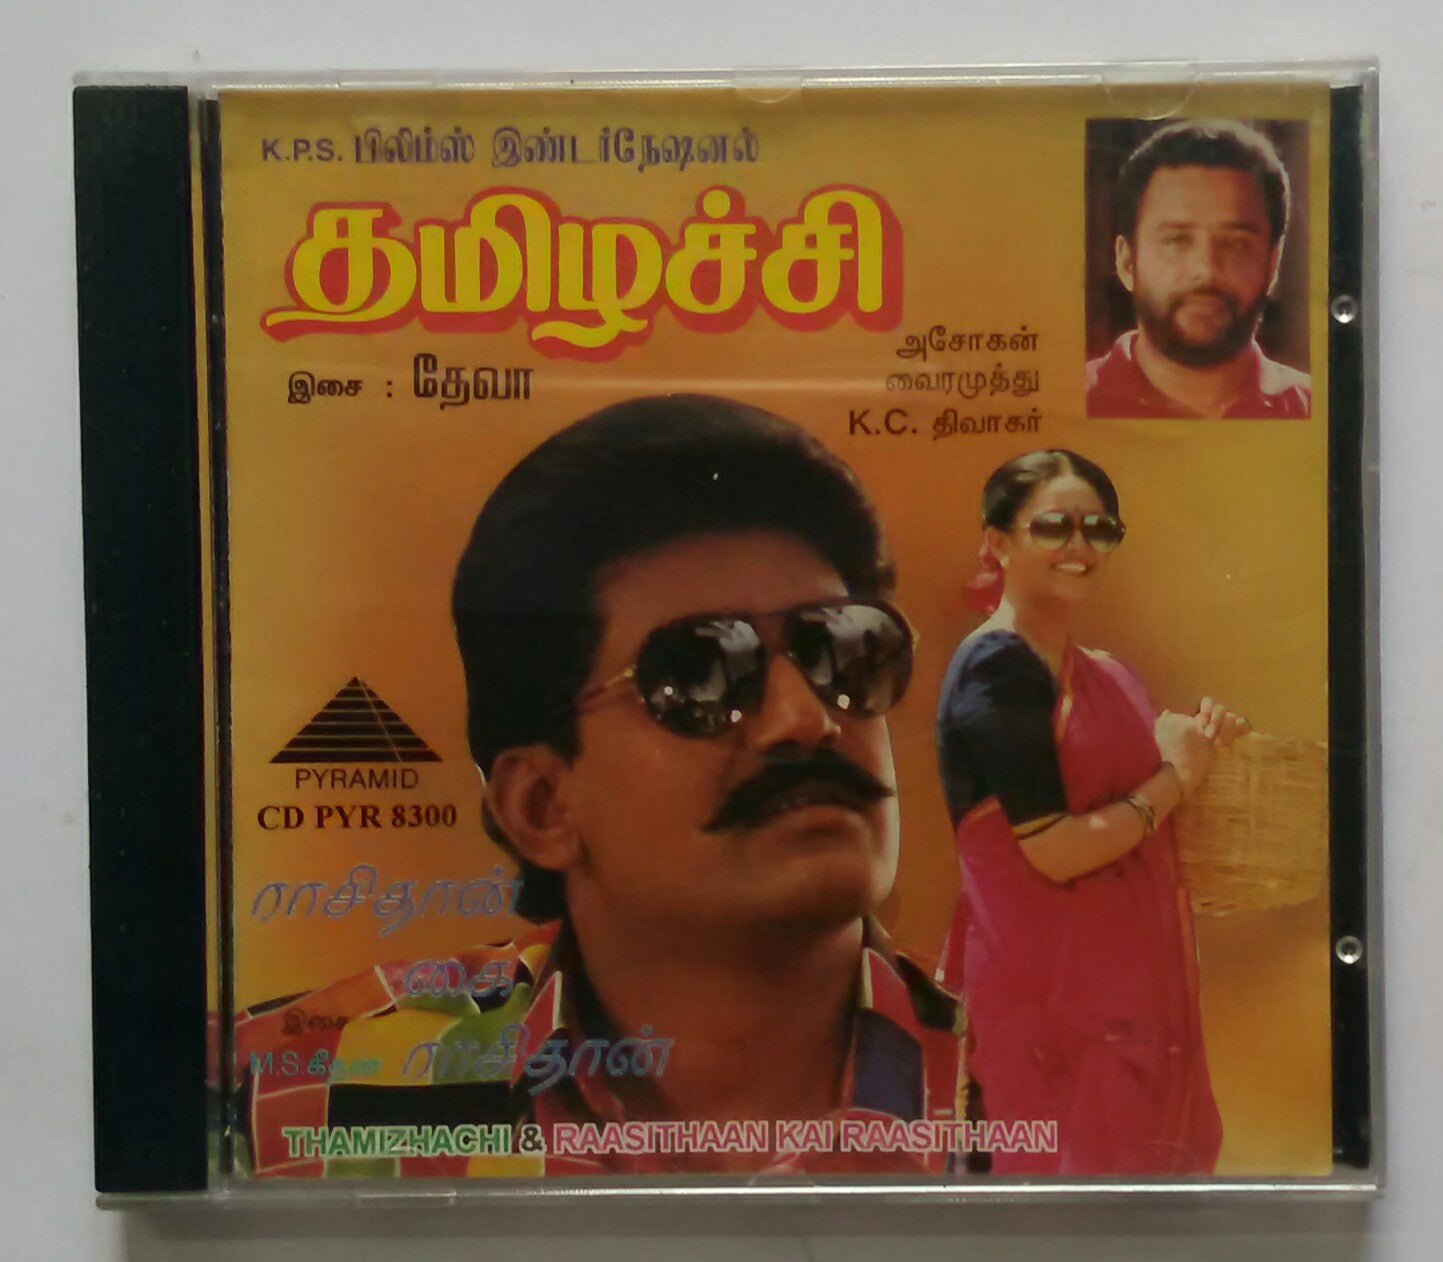 K.P.S. பிலிம்ஸ் இண்டர்நேஷனல்
தமிழச்சி
இசை : தேவா
அசோகன்
வைரமுத்து
K.C. திவாகர்
PYRAMID
CD PYR 8300
ராசிதான்
கை
ராசிதான்
இசை
M.S.கீதன்
THAMIZHACHI & RAASITHAAN KAI RAASITHAAN